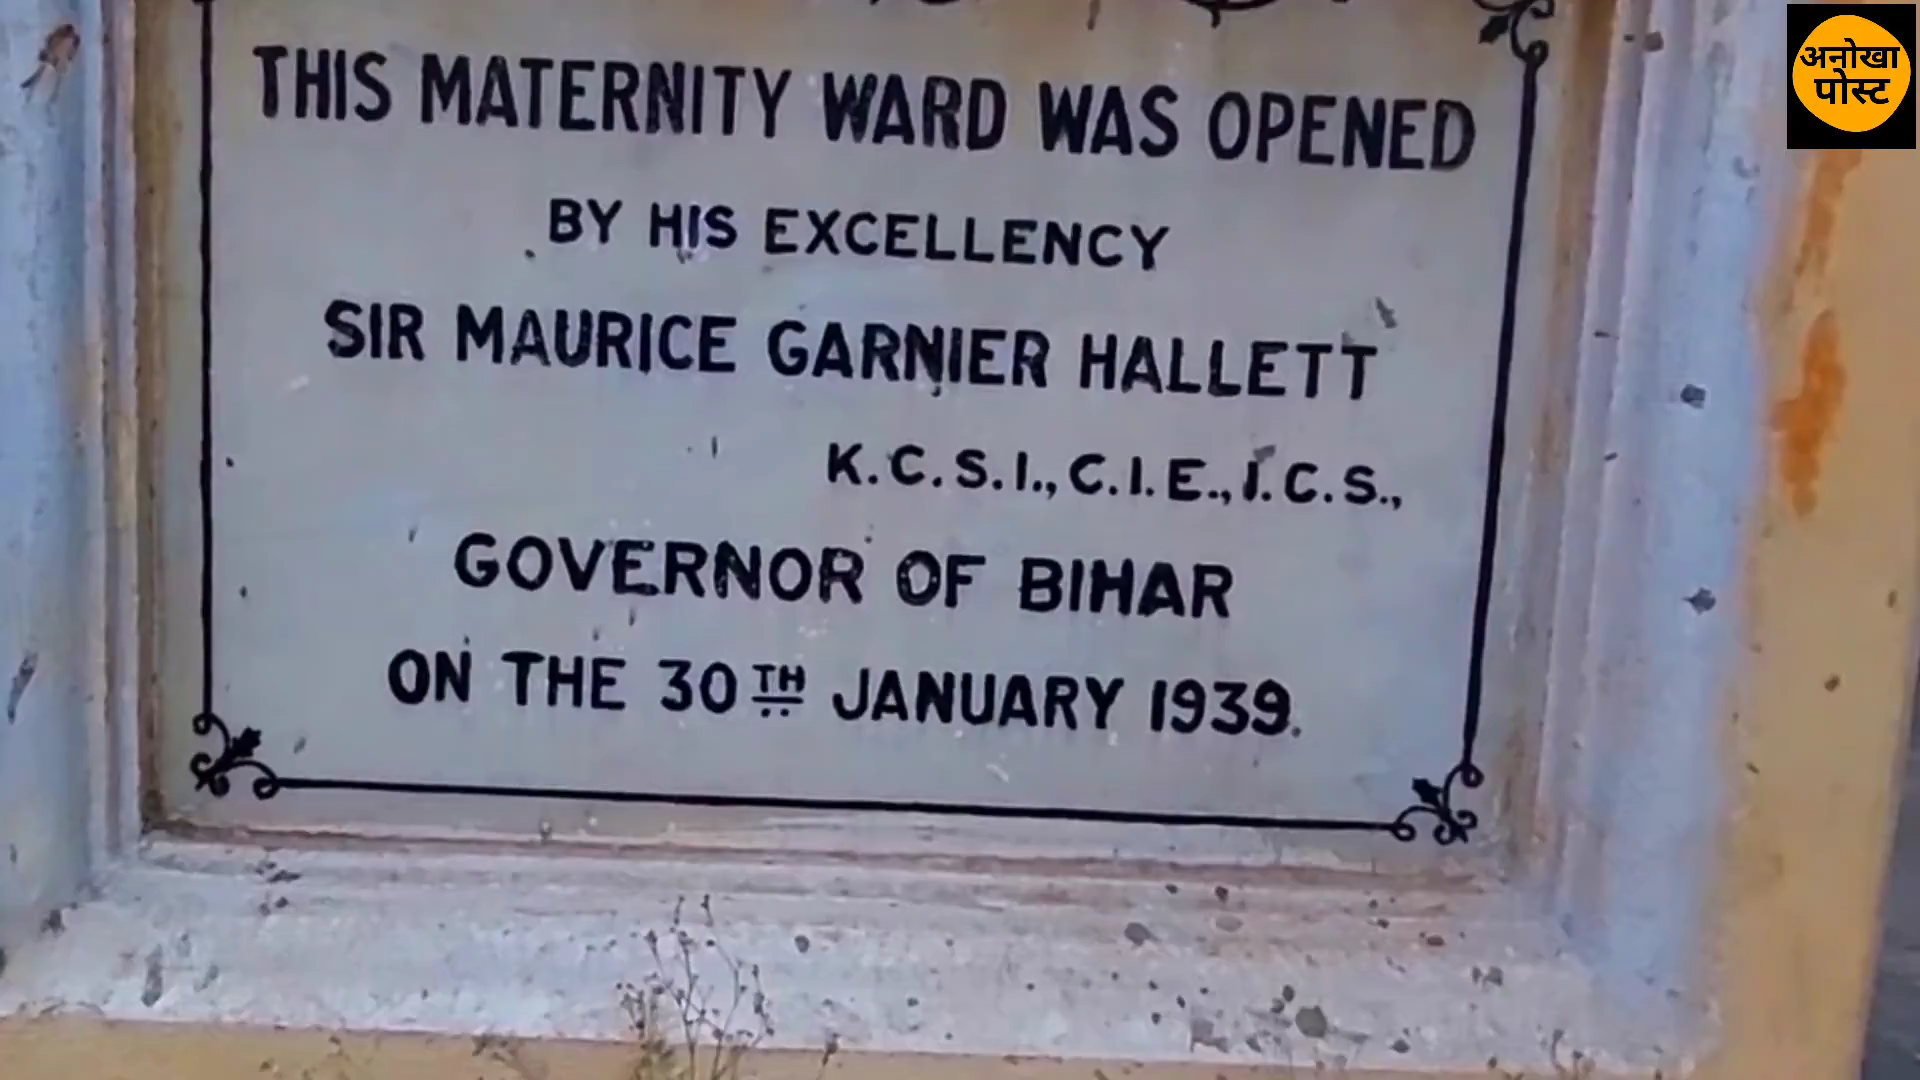 अनोखा
पोस्ट
THIS MATERNITY WARD WAS OPENED
BY HIS EXCELLENCY
SIR MAURICE GARNIER HALLETT
K.C.S.I., C.I.E., I.C.S.,
GOVERNOR OF BIHAR
ON THE 30TH JANUARY 1939.